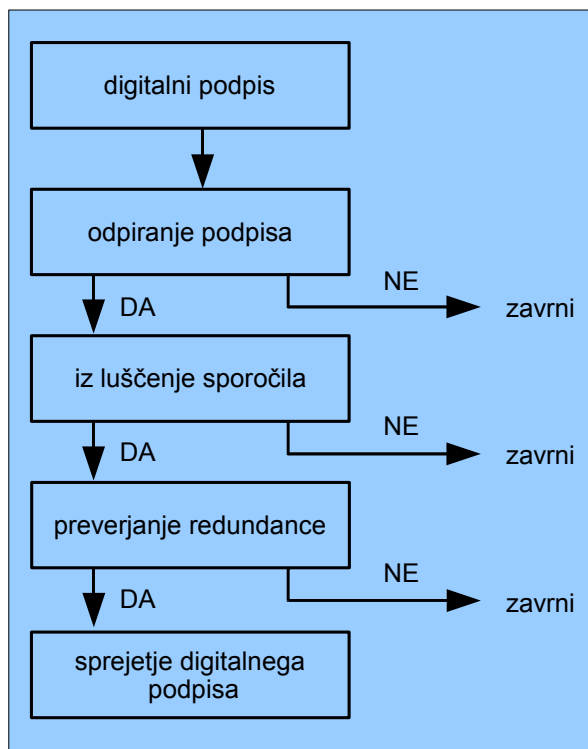 digitalni podpis
odpiranje podpisa
DA
NE
zavrni
iz luščenje sporočila
DA
NE
zavrni
preverjanje redundance
DA
NE
zavrni
sprejetje digitalnega
podpisa